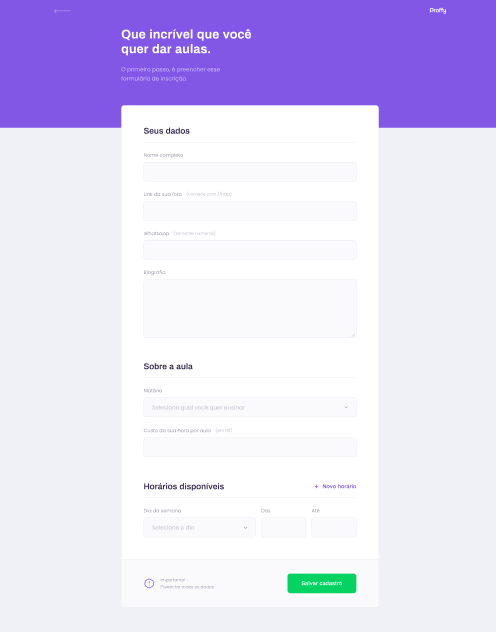 Proffy
Que incrível que você
quer dar aulas.
O primeiro passo, é preencher esse
formulário de inscrição.
Seus dados
Nome completo
Link da sua foto (comece com //http)
Whatsapp (somente números)
Biografia
Sobre a aula
Matéria
Selecione qual você quer ensinar
Custo da sua hora por aula (em R$)
Horários disponíveis
+ Novo horário
Dia da semana Das Até
Selecione o dia
Importante!
Preencha todos os dados
Salvar cadastro